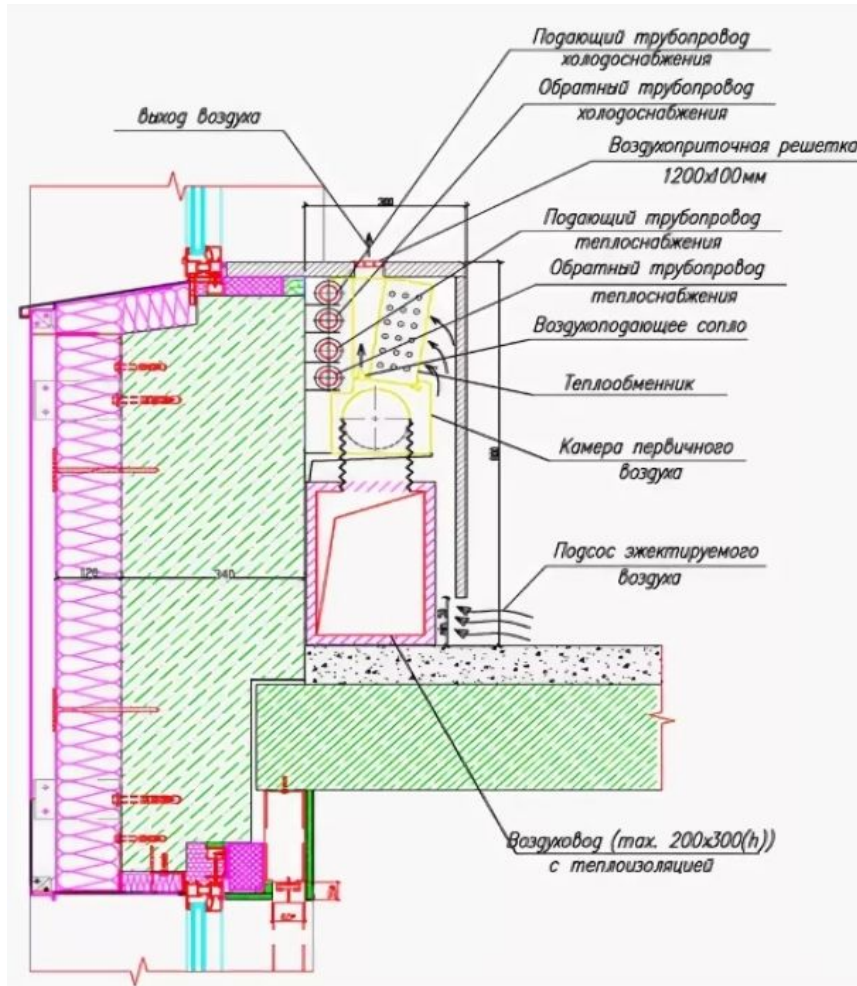 Подающий трубопровод
холодоснабжения
Обратный трубопровод
холодоснабжения
выход воздуха
Воздухоприточная решетка
1200х100мм
Подающий трубопровод
теплоснабжения
Обратный трубопровод
теплоснабжения
Воздухоподающее сопло
Теплообменник
Камера первичного
воздуха
Подсос эжектируемого
воздуха
120
340
Воздуховод (max. 200x300(h))
с теплоизоляцией